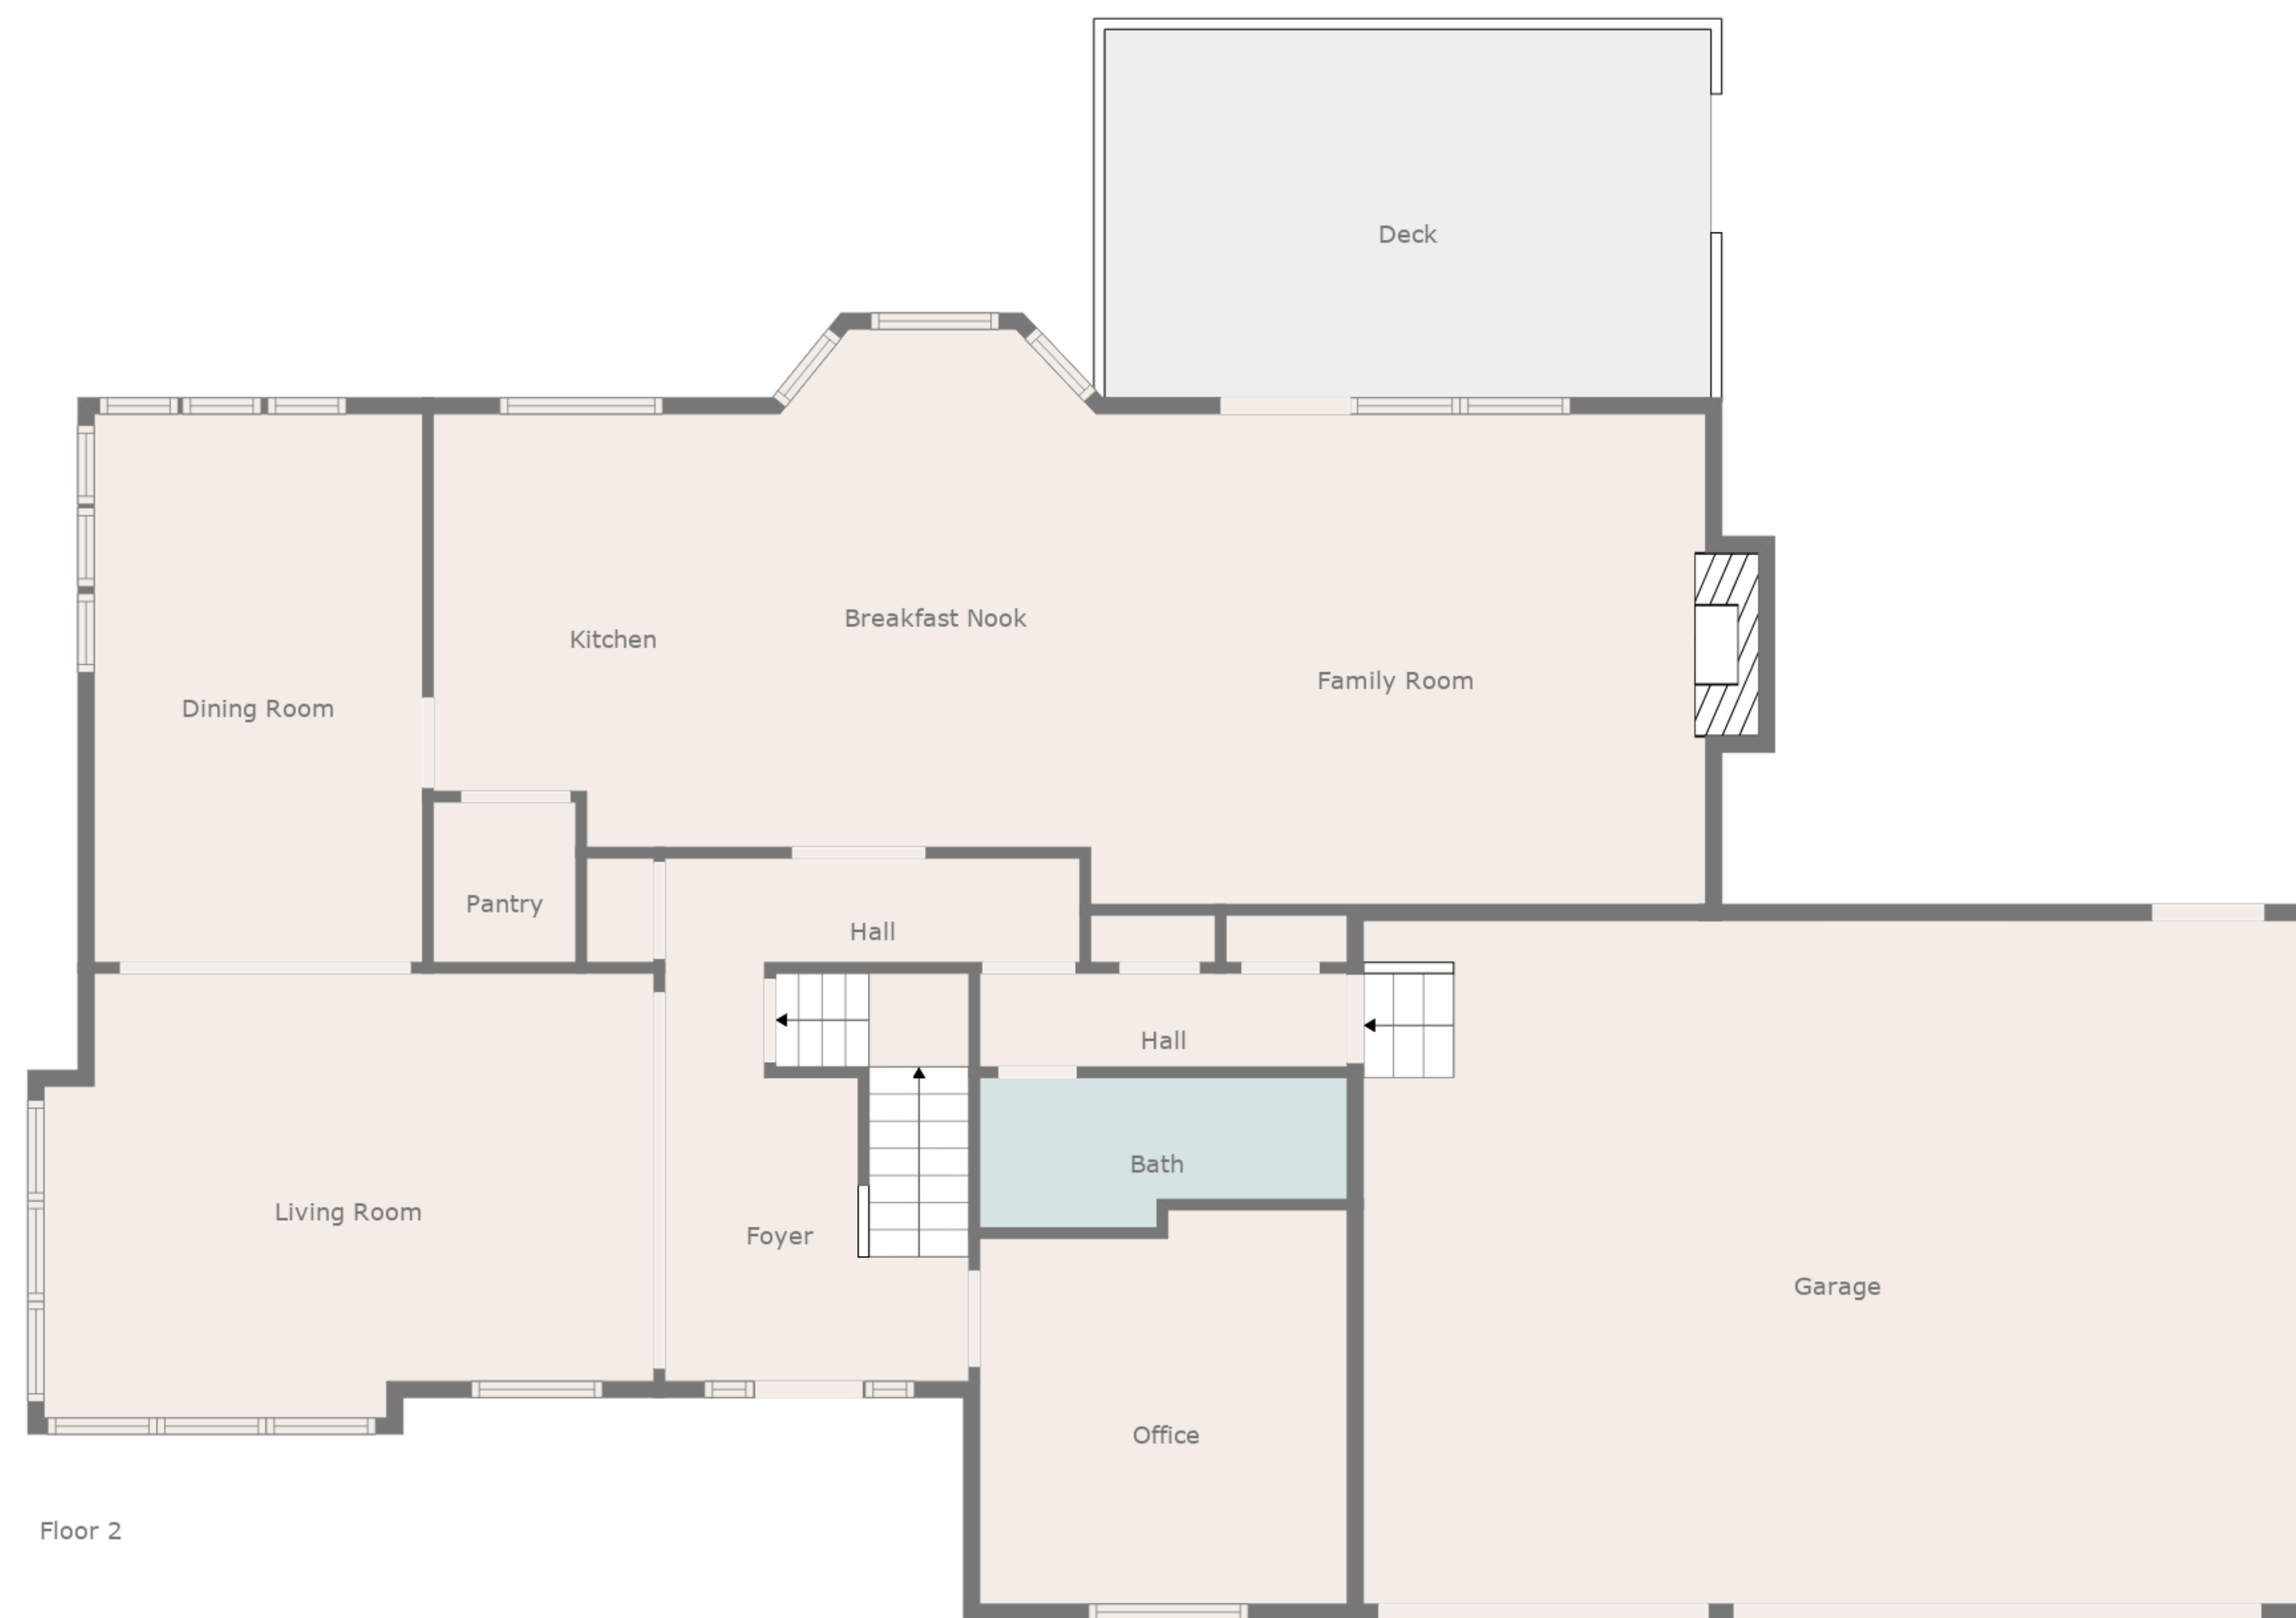 Deck
Breakfast Nook
Kitchen
Family Room
Dining Room
Pantry
Hall
Hall
Bath
Living Room
Foyer
Garage
Office
Floor 2